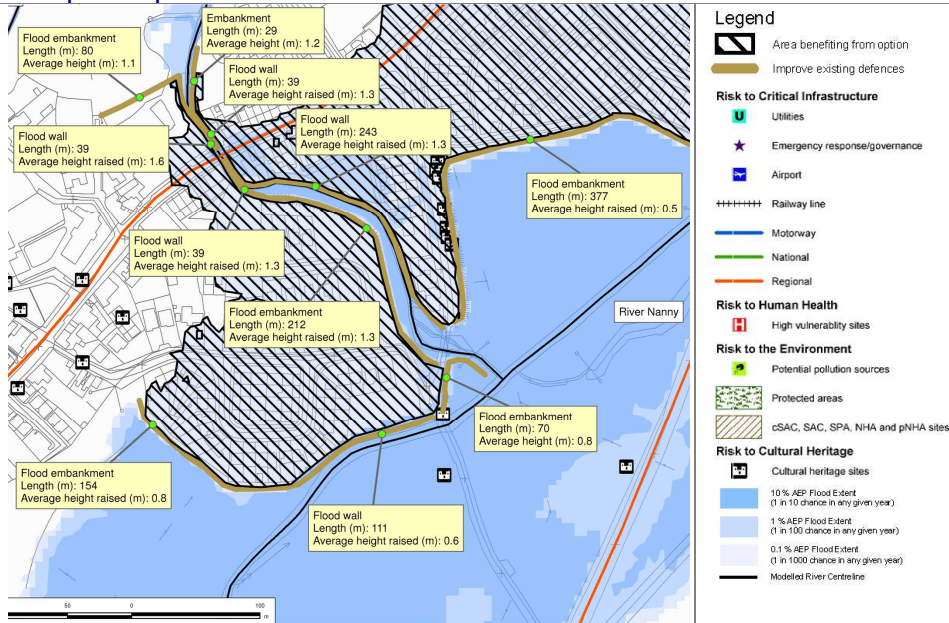 Flood embankment
Length (m): 80
Average height (m): 1.1
Embankment
Length (m): 29
Average height (m): 1.2
Flood wall
Length (m): 39
Average height raised (m): 1.3
Flood wall
Length (m): 243
Average height raised (m): 1.3
Flood wall
Length (m): 39
Average height raised (m): 1.6
Flood embankment
Length (m): 377
Average height raised (m): 0.5
Flood wall
Length (m): 39
Average height raised (m): 1.3
Flood embankment
Length (m): 212
Average height raised (m): 1.3
River Nanny
Flood embankment
Length (m): 70
Average height (m): 0.8
Flood embankment
Length (m): 154
Average height raised (m): 0.8
Flood wall
Length (m): 111
Average height raised (m): 0.6
50 0 100
m
Legend
Area benefiting from option
Improve existing defences
Risk to Critical Infrastructure
U Utilities
Emergency response/governance
Airport
Railway line
Motorway
National
Regional
Risk to Human Health
H High vulnerablity sites
Risk to the Environment
Potential pollution sources
Protected areas
cSAC, SAC, SPA, NHA and pNHA sites
Risk to Cultural Heritage
Cultural heritage sites
10% AEP Flood Extent
(1 in 10 chance in any given year)
1 % AEP Flood Extent
(1 in 100 chance in any given year)
0.1 % AEP Flood Extent
(1 in 1000 chance in any given year)
Modelled River Centreline